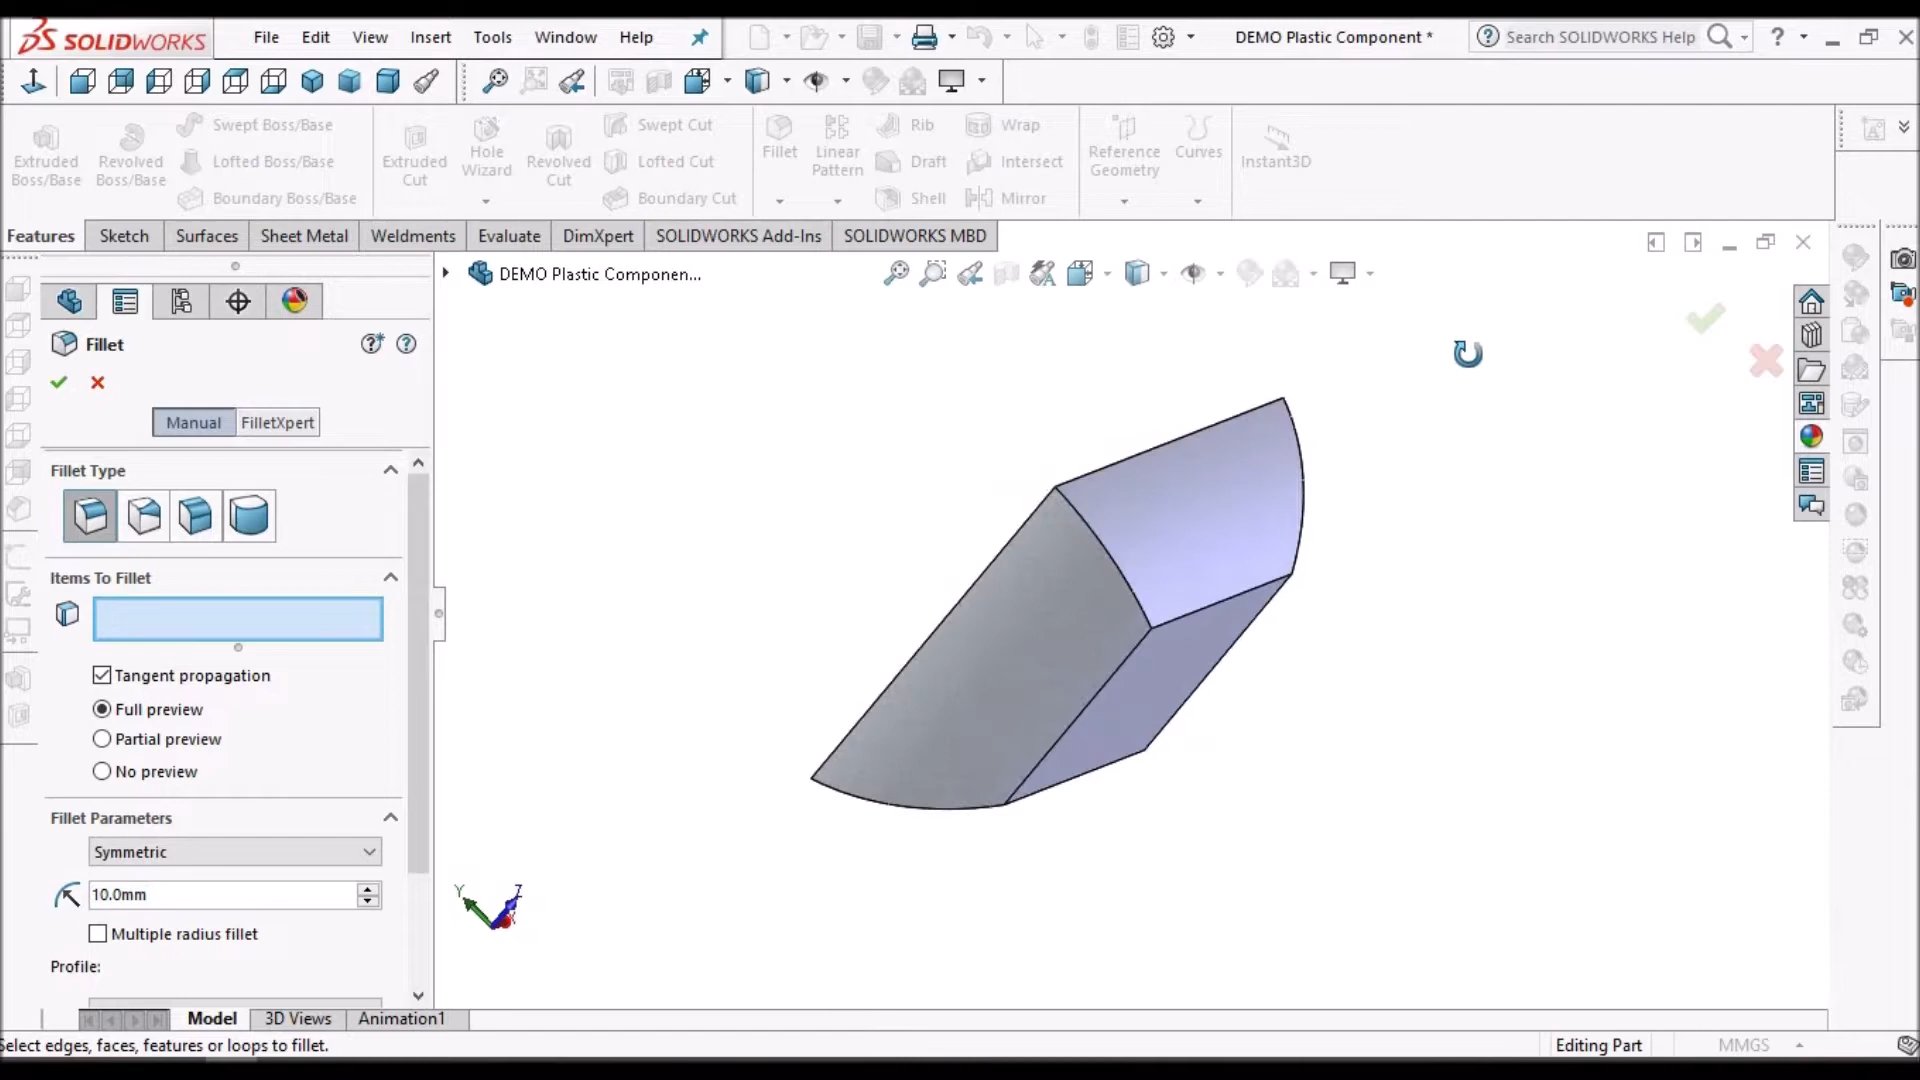 SOLIDWORKS File Edit View Insert Tools Window Help DEMO Plastic Component * Search SOLIDWORKS Help ?
Extruded Boss/Base
Revolved Boss/Base
Swept Boss/Base
Lofted Boss/Base
Boundary Boss/Base
Extruded Cut
Hole Wizard
Revolved Cut
Swept Cut
Lofted Cut
Boundary Cut
Fillet
Linear Pattern
Rib
Draft
Shell
Wrap
Intersect
Mirror
Reference Geometry
Curves
Instant3D
Features Sketch Surfaces Sheet Metal Weldments Evaluate DimXpert SOLIDWORKS Add-Ins SOLIDWORKS MBD
DEMO Plastic Componen...
Fillet
Manual FilletXpert
Fillet Type
Items To Fillet
Tangent propagation
Full preview
Partial preview
No preview
Fillet Parameters
Symmetric
10.0mm
Multiple radius fillet
Profile:
Y Z X
Model 3D Views Animation1
Select edges, faces, features or loops to fillet. Editing Part MMGS